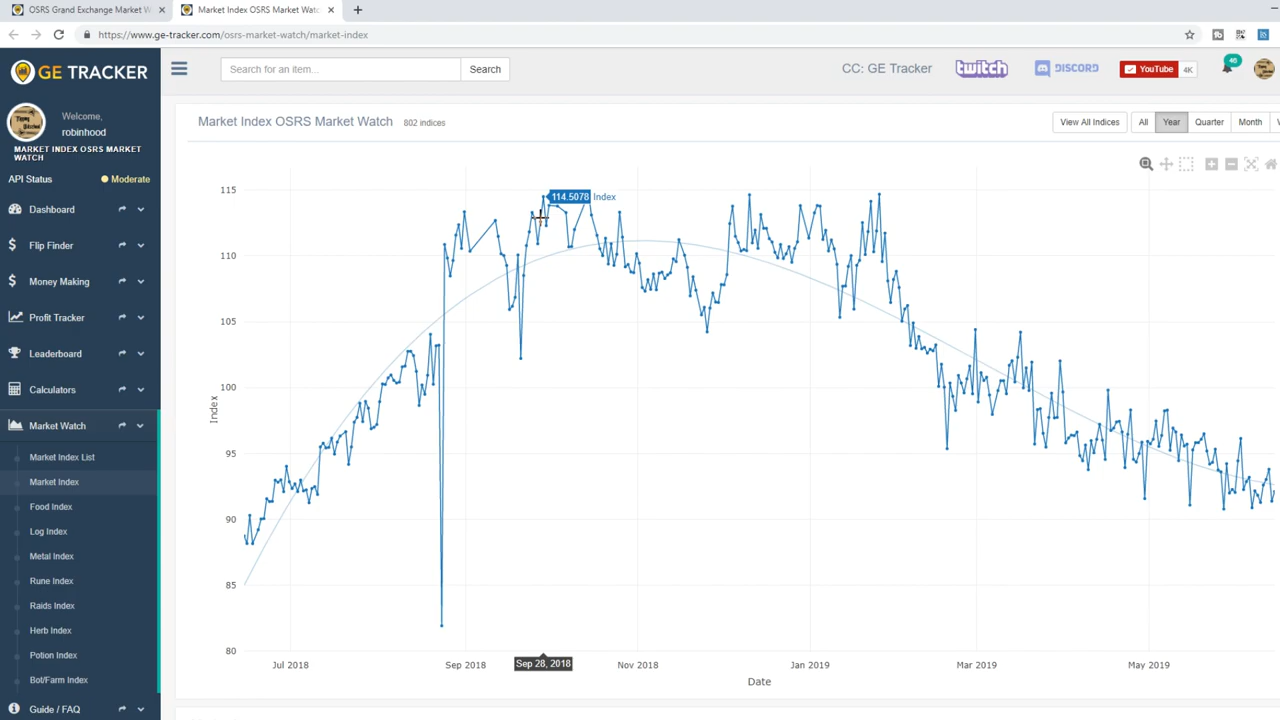 OSRS Grand Exchange Market W
Market Index OSRS Market Watc
https://www.ge-tracker.com/osrs-market-watch/market-index
GE TRACKER
Search for an item...
Search
CC: GE Tracker
twitch
DISCORD
YouTube
4K
46
Welcome,
robinhood
MARKET INDEX OSRS MARKET
WATCH
API Status
Moderate
Dashboard
Flip Finder
Money Making
Profit Tracker
Leaderboard
Calculators
Market Watch
Market Index List
Market Index
Food Index
Log Index
Metal Index
Rune Index
Raids Index
Herb Index
Potion Index
Bot/Farm Index
Guide / FAQ
Market Index OSRS Market Watch 802 indices
View All Indices
All
Year
Quarter
Month
115
110
105
100
95
90
85
80
Index
114.5078 Index
Jul 2018
Sep 2018
Sep 28, 2018
Nov 2018
Jan 2019
Mar 2019
May 2019
Date